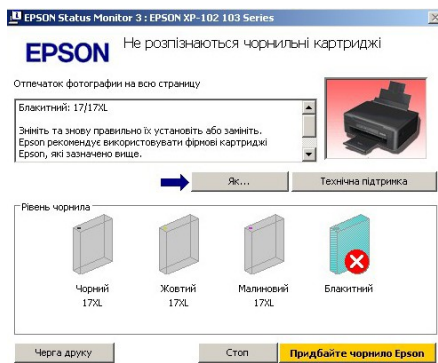 EPSON Status Monitor 3 : EPSON XP-102 103 Series
EPSON
Не розпізнаються чорнильні картриджі
Отпечаток фотографии на всю страницу
Блакитний: 17/17XL
Зніміть та знову правильно їх установіть або замініть.
Epson рекомендує використовувати фірмові картриджі
Epson, які зазначено вище.
Як...
Технічна підтримка
Рівень чорнила
Чорний
17XL
Жовтий
17XL
Малиновий
17XL
Блакитний
Черга друку
Стоп
Придбайте чорнило Epson